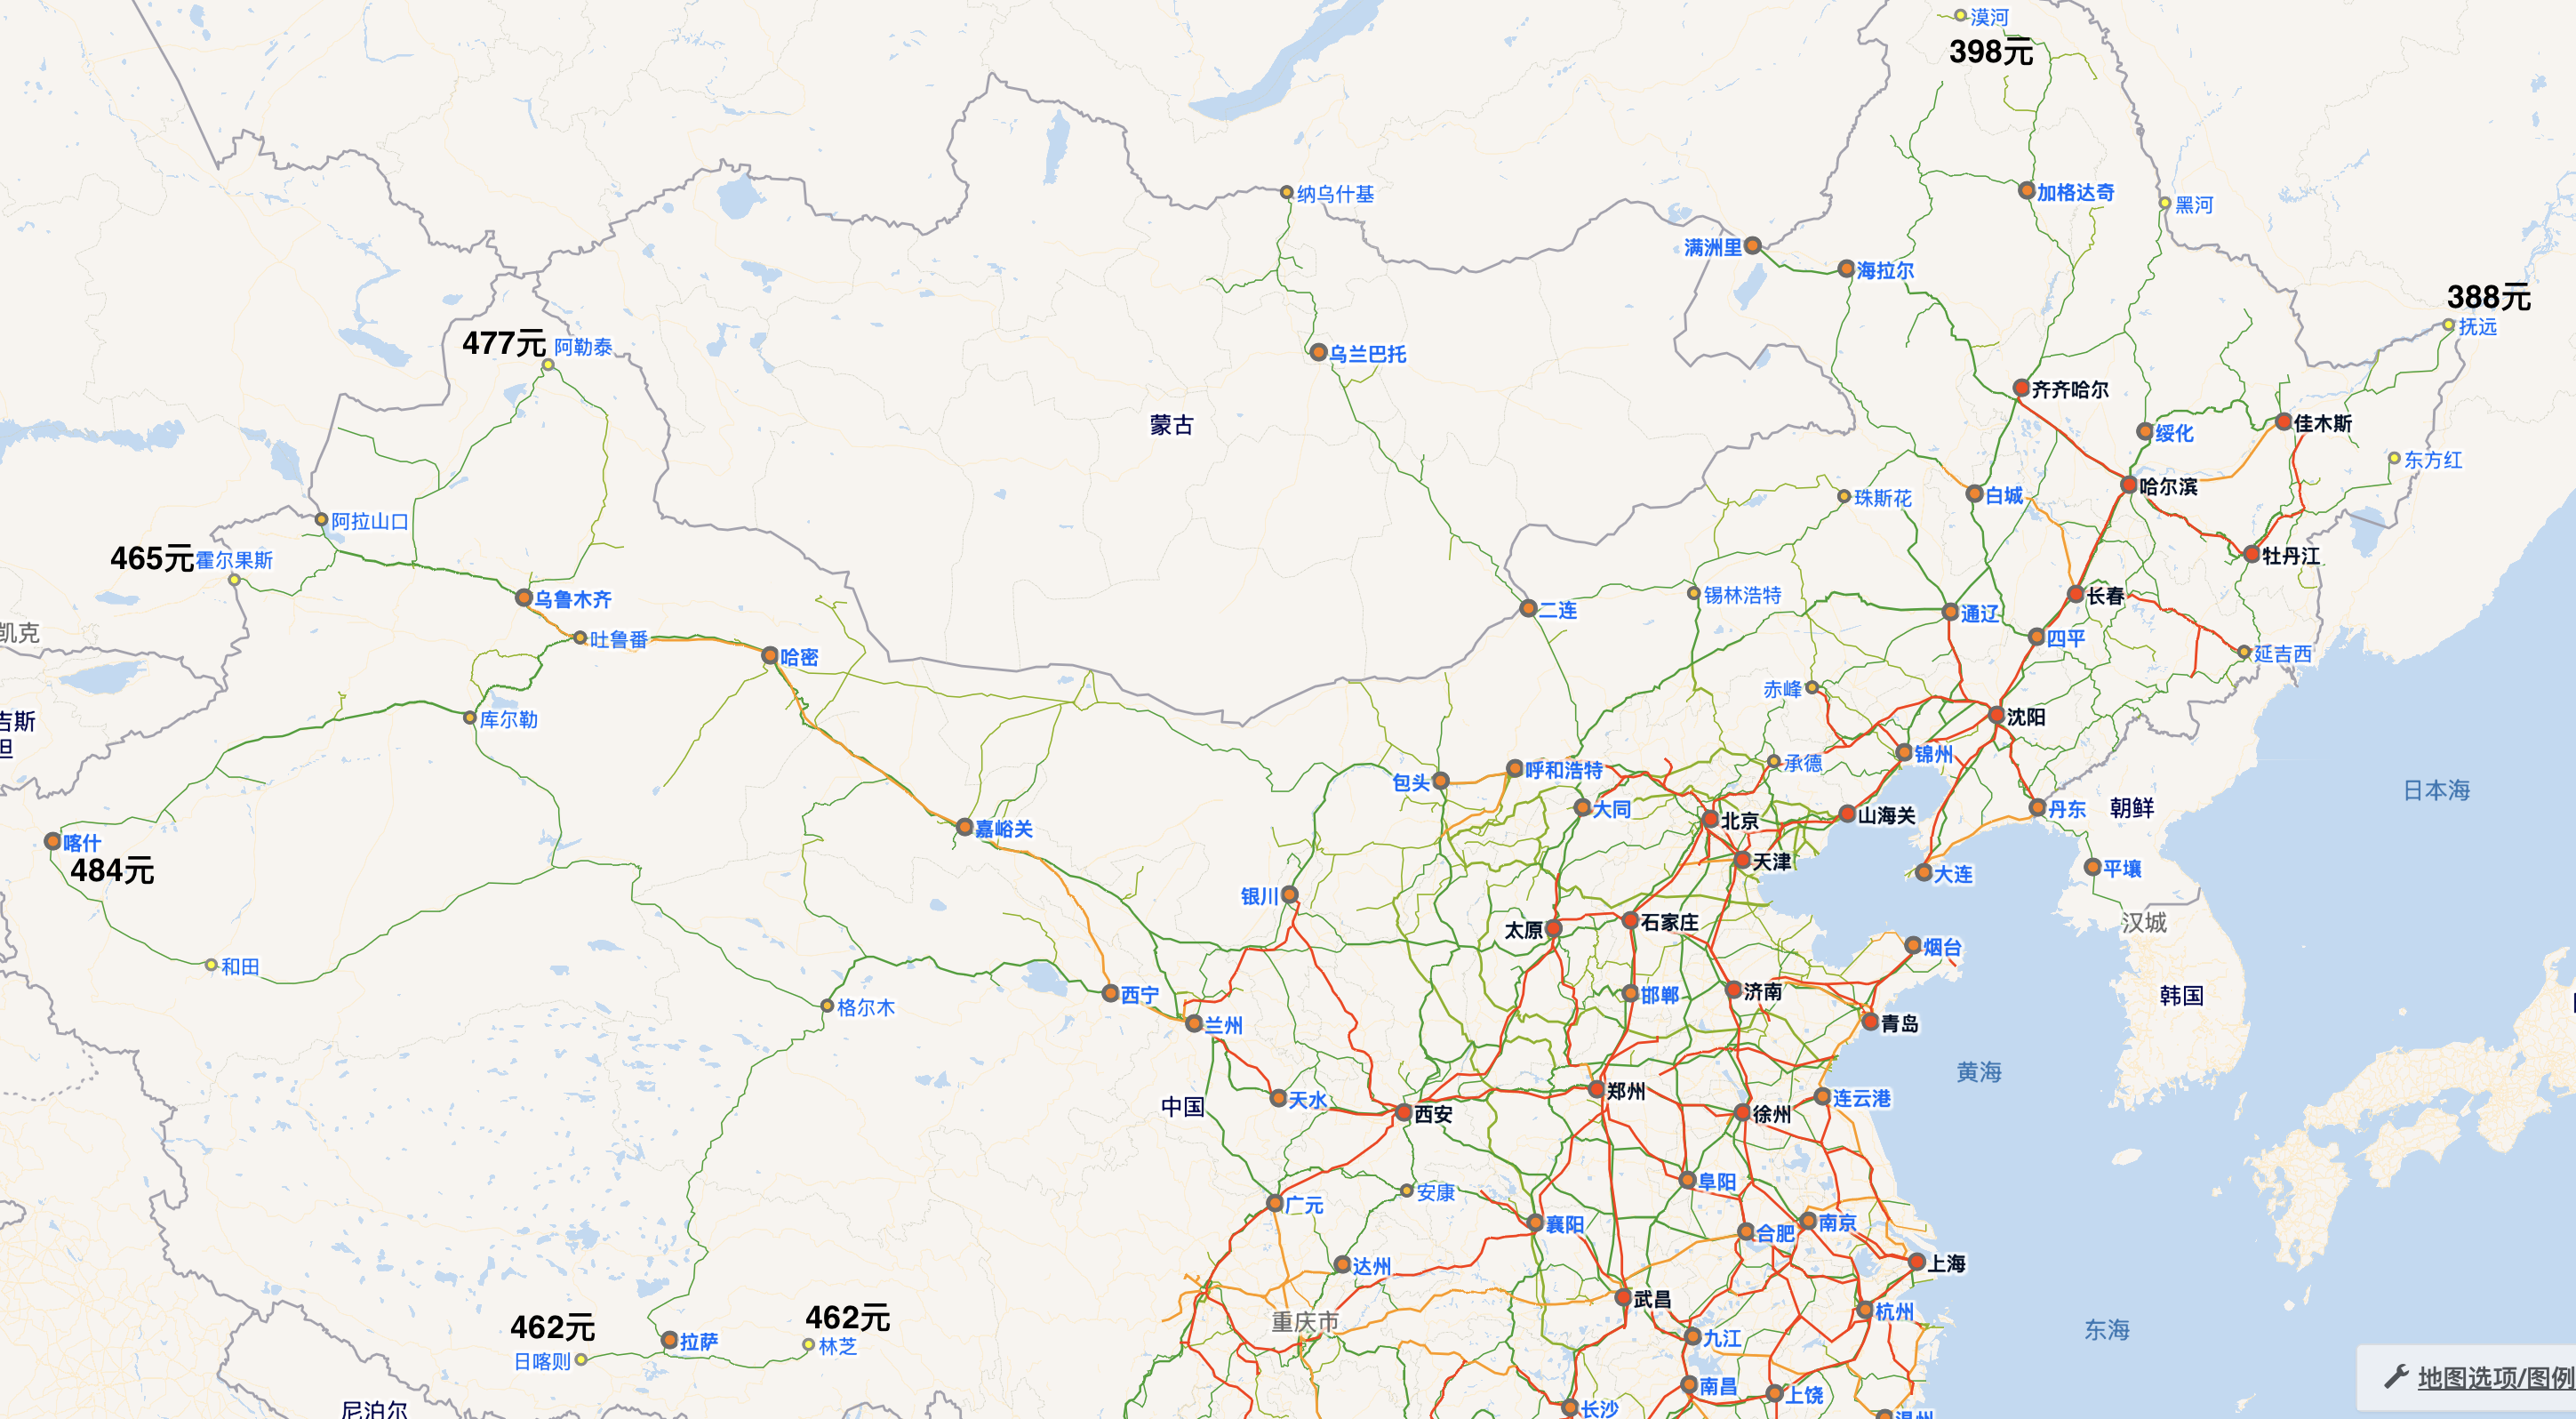 漠河
398元
加格达奇
纳乌什基
黑河
满洲里
海拉尔
388元
抚远
477元
阿勒泰
乌兰巴托
齐齐哈尔
蒙古
佳木斯
绥化
东方红
哈尔滨
白城
珠斯花
阿拉山口
465元
霍尔果斯
牡丹江
乌鲁木齐
锡林浩特
长春
二连
通辽
凯克
吐鲁番
四平
哈密
延吉西
赤峰
吉斯
坦
库尔勒
沈阳
锦州
承德
呼和浩特
包头
日本海
大同
丹东
朝鲜
山海关
北京
嘉峪关
喀什
484元
天津
平壤
大连
银川
石家庄
汉城
太原
烟台
和田
济南
西宁
邯郸
韩国
格尔木
兰州
青岛
黄海
郑州
天水
连云港
中国
西安
徐州
阜阳
安康
广元
襄阳
南京
合肥
上海
达州
武昌
杭州
462元
462元
重庆市
东海
九江
拉萨
林芝
日喀则
地图选项/图例
南昌
上饶
长沙
尼泊尔
温州